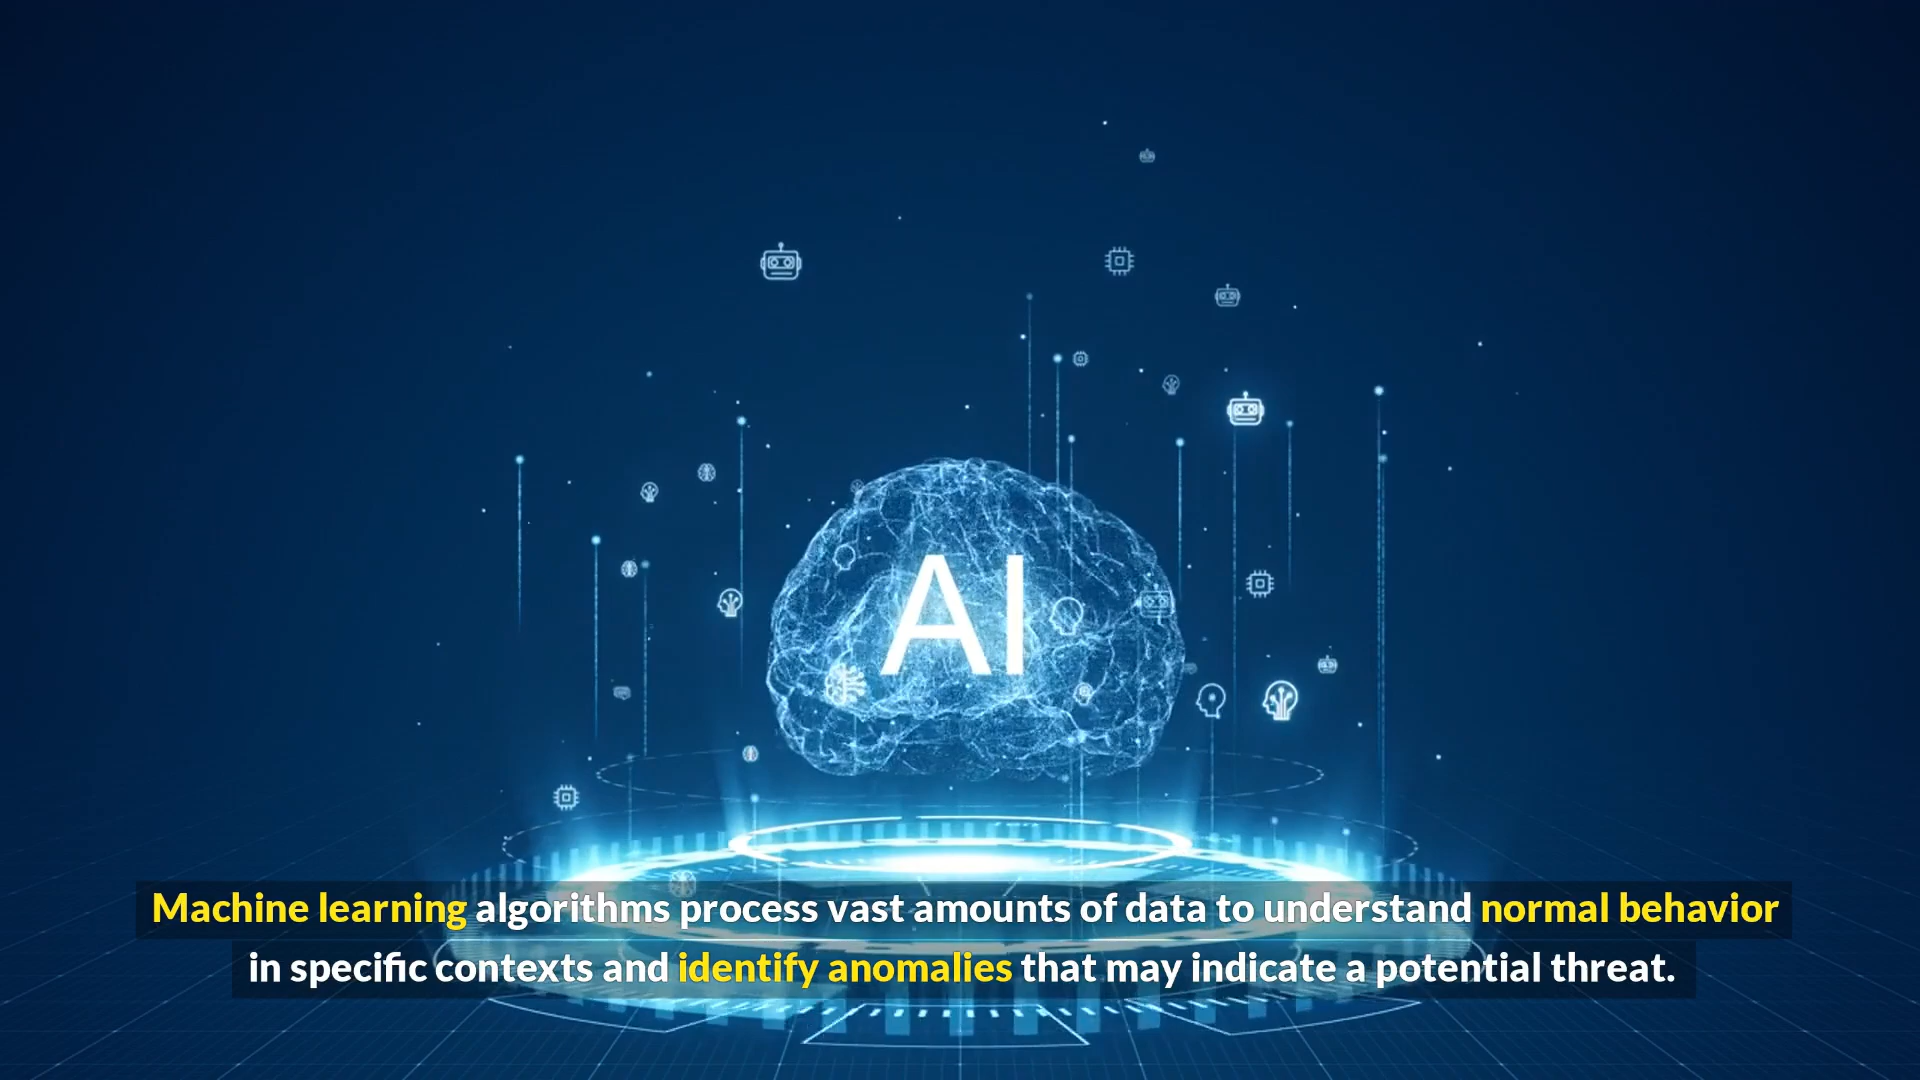 AI
Machine learning algorithms process vast amounts of data to understand normal behavior
in specific contexts and identify anomalies that may indicate a potential threat.